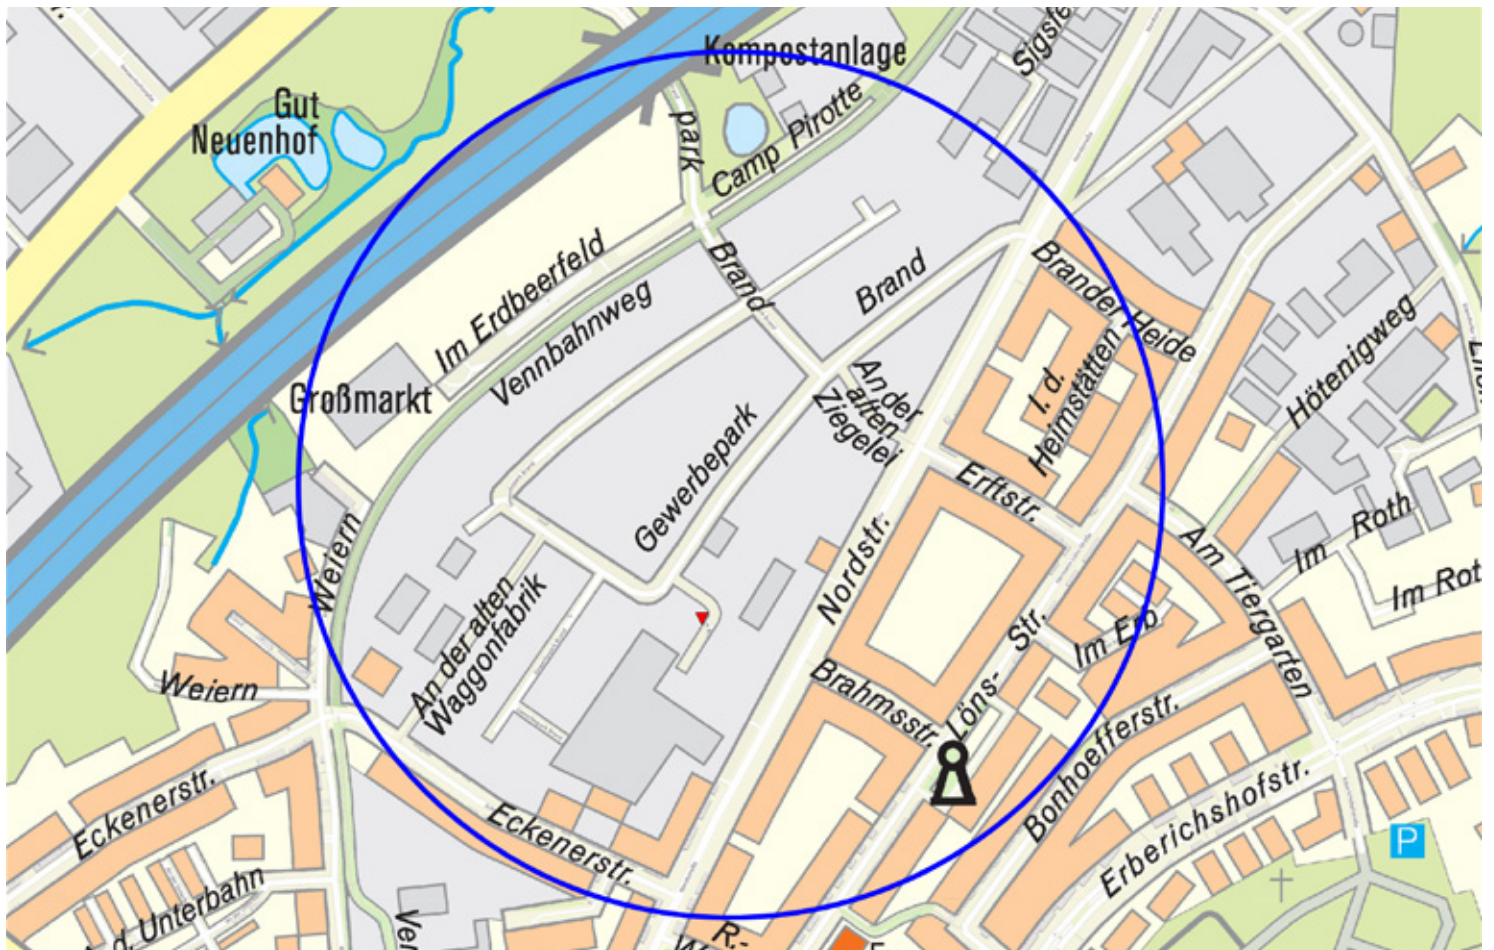 Kompostanlage
Sigsfe
Gut
Neuenhof
park
Camp Pirotte
Im Erdbeerfeld
Vennbahnweg
Brand
Brand
Brander Heide
I. d.
Heimstätten
Hötenigweg
Großmarkt
An der
alten
Ziegelei
Gewerbepark
Erftstr.
Nordstr.
Weiern
Weiern
An der alten
Waggonfabrik
Am Tiergarten
Im Roth
Im Rot
Im Erb
Löns-
Str.
Brahmsstr.
Bonhoefferstr.
Erberichshofstr.
Eckenerstr.
Eckenerstr.
d. Unterbahn
Ver
R.-
P